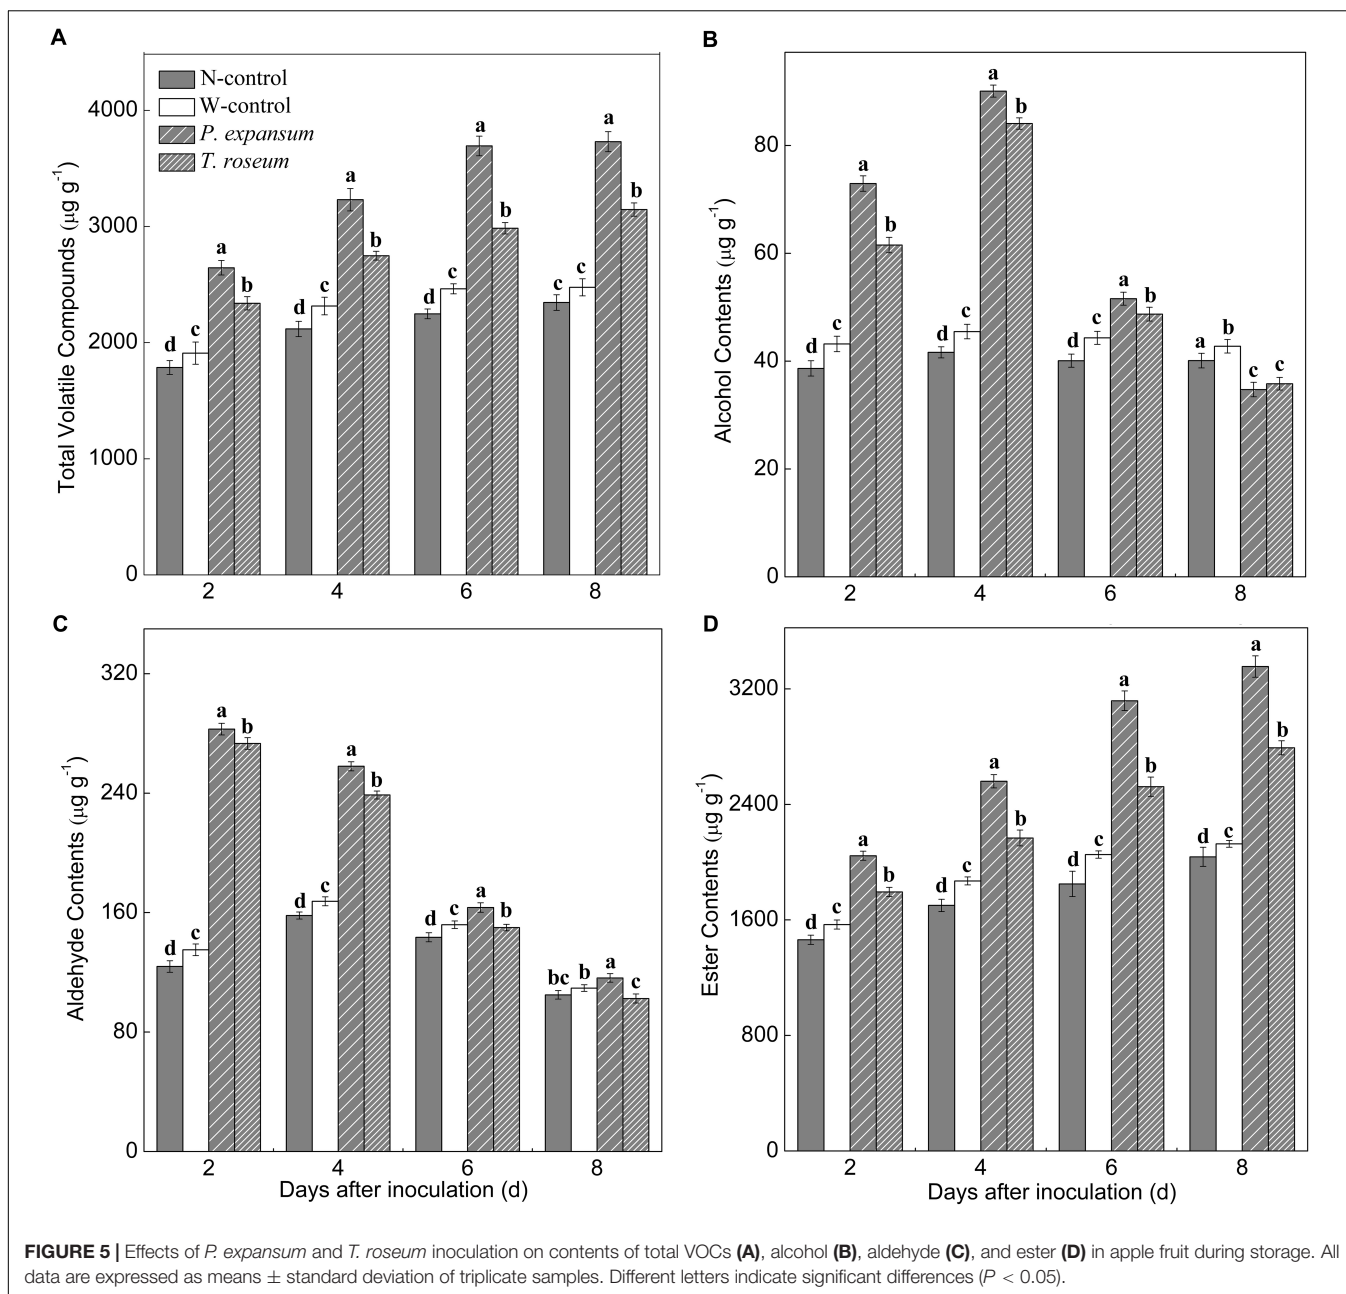 A
N-control
W-control
P. expansum
T. roseum
Total Volatile Compounds (μg g-1)
4000
3000
2000
1000
0
d c a b
d c a b
d c a b
c c a b
2 4 6 8
B
Alcohol Contents (μg g-1)
80
60
40
20
0
d c a b
d c a b
d c a b
a b c c
2 4 6 8
C
Aldehyde Contents (μg g-1)
320
240
160
80
0
d c a b
d c a b
d c a b
bc b a c
2 4 6 8
Days after inoculation (d)
D
Ester Contents (μg g-1)
3200
2400
1600
800
0
d c a b
d c a b
d c a b
d c a b
2 4 6 8
Days after inoculation (d)
FIGURE 5 | Effects of P. expansum and T. roseum inoculation on contents of total VOCs (A), alcohol (B), aldehyde (C), and ester (D) in apple fruit during storage. All
data are expressed as means ± standard deviation of triplicate samples. Different letters indicate significant differences (P < 0.05).